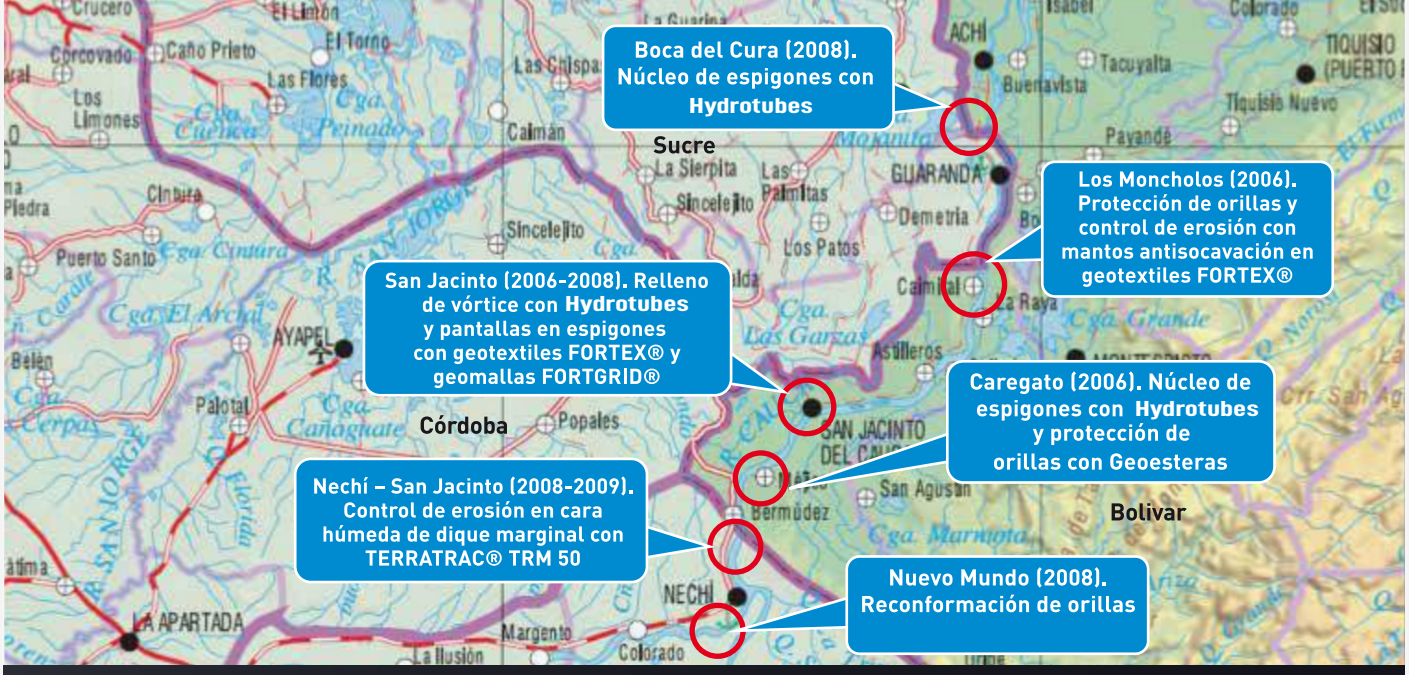 Crucero
El Limón
La Guarina
Isabel
Colorado
Corcovado
Caño Prieto
El Torno
Las Flores
Los
Limones
Cga.
Cuenca
Cga.
Peinado
Caimán
ACHÍ
Buenavista
Tacuyalta
TIQUISIO
Tiquisio Nuevo
Payandé
Boca del Cura (2008).
Núcleo de espigones con
Hydrotubes
Sucre
La Sierpita
Las
Palmitas
Sincelejito
Demetria
Los Patos
GUARANDA
Los Moncholos (2006).
Protección de orillas y
control de erosión con
mantos antisocavación en
geotextiles FORTEX®
Cintura
Piedra
Puerto Santo
Cga. Cintura
R. SAN JORGE
Sincelejito
Cga.
San Jacinto (2006-2008). Relleno
de vórtice con Hydrotubes
y pantallas en espigones
con geotextiles FORTEX® y
geomallas FORTGRID®
La Raya
Cga. Grande
Cga.
Las Garzas
Astilleros
Cga. El Arcial
AYAPEL
Belén
Palotal
Cga.
Cañaguate
Córdoba
Popales
R. SAN JORGE
Q. Florida
SAN JACINTO
Caregato (2006). Núcleo de
espigones con Hydrotubes
y protección de
orillas con Geoesteras
San Agustín
Bermúdez
Bolivar
Nechí – San Jacinto (2008-2009).
Control de erosión en cara
húmeda de dique marginal con
TERRATRAC® TRM 50
NECHÍ
Nuevo Mundo (2008).
Reconformación de orillas
LA APARTADA
Margento
Colorado
La Ilusión